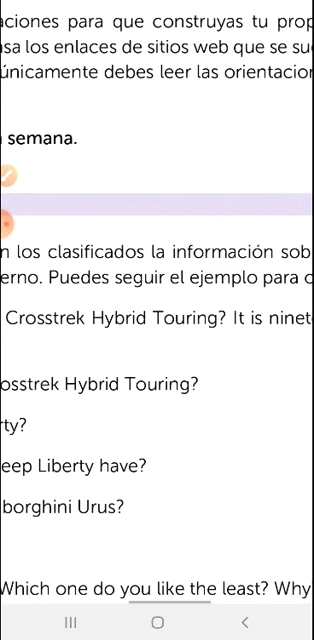 aciones para que construyas tu prop
asa los enlaces de sitios web que se su
únicamente debes leer las orientacion
semana.
n los clasificados la información sob
erno. Puedes seguir el ejemplo para c
Crosstrek Hybrid Touring? It is ninet
osstrek Hybrid Touring?
rty?
eep Liberty have?
borghini Urus?
Which one do you like the least? Why